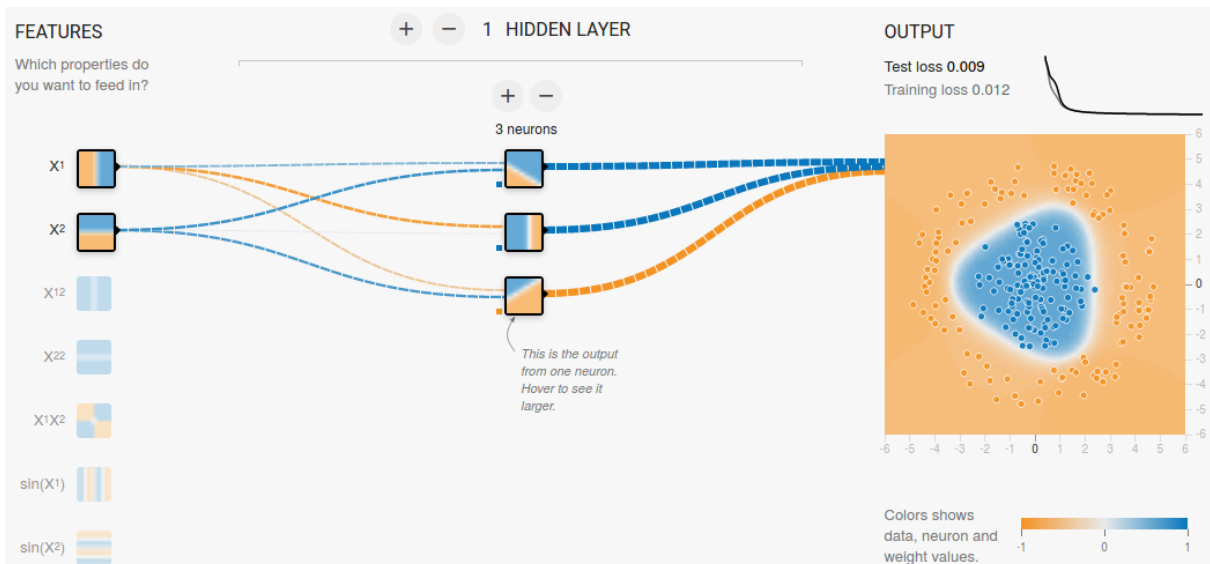 FEATURES
Which properties do
you want to feed in?
+ − 1 HIDDEN LAYER
+ −
3 neurons
X1
X2
X12
X22
X1X2
sin(X1)
sin(X2)
This is the output
from one neuron.
Hover to see it
larger.
OUTPUT
Test loss 0.009
Training loss 0.012
6
5
4
3
2
1
0
-1
-2
-3
-4
-5
-6
-6 -5 -4 -3 -2 -1 0 1 2 3 4 5 6
Colors shows
data, neuron and
weight values.
-1 0 1